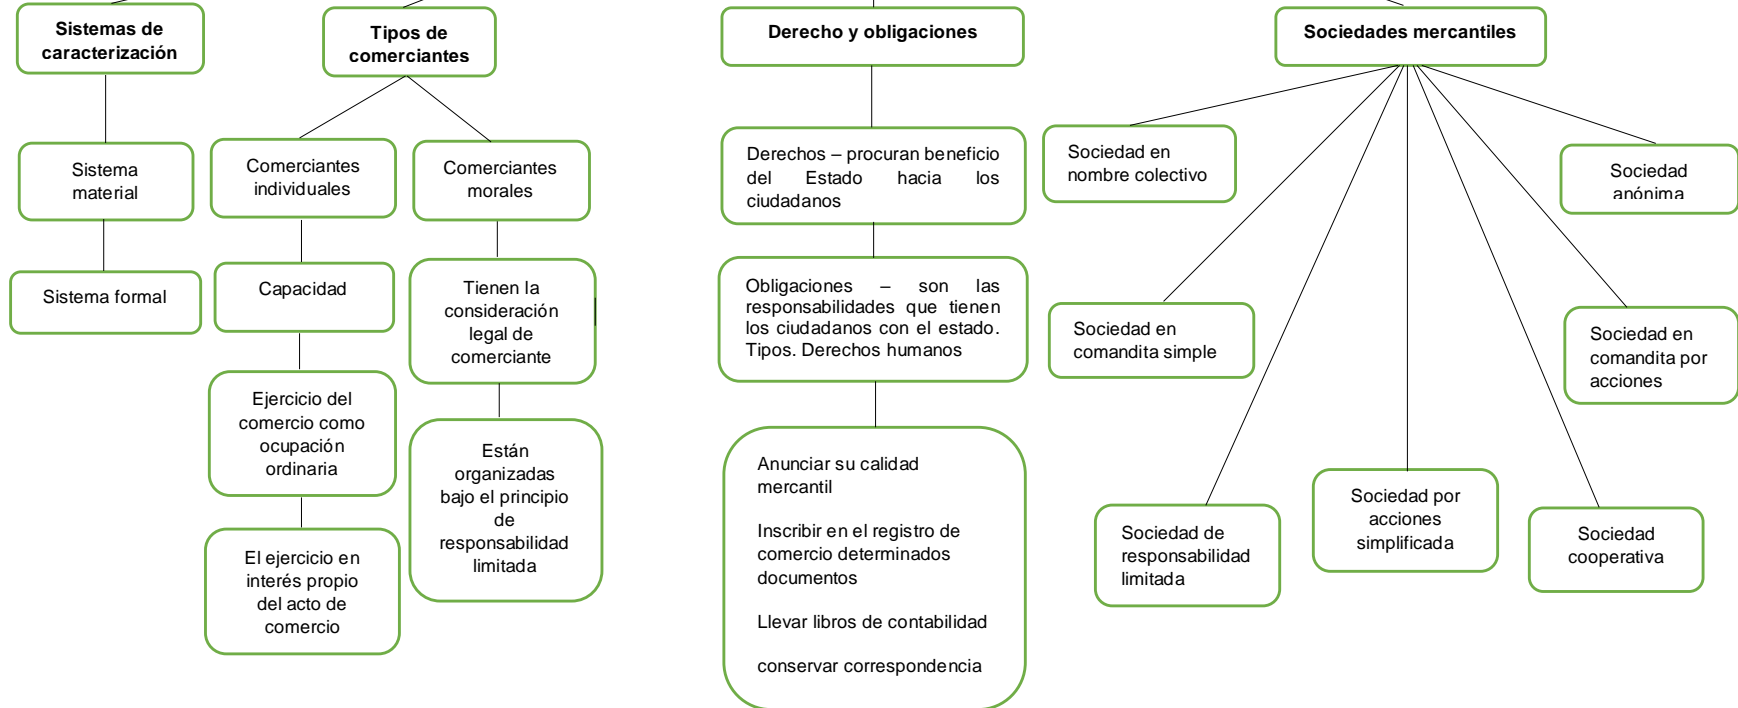 Sistemas de
caracterización
Sistema
material
Sistema formal
Tipos de
comerciantes
Comerciantes
individuales
Capacidad
Ejercicio del
comercio como
ocupación
ordinaria
El ejercicio en
interés propio
del acto de
comercio
Comerciantes
morales
Tienen la
consideración
legal de
comerciante
Están
organizadas
bajo el principio
de
responsabilidad
limitada
Derecho y obligaciones
Derechos – procuran beneficio
del Estado hacia los
ciudadanos
Obligaciones – son las
responsabilidades que tienen
los ciudadanos con el estado.
Tipos. Derechos humanos
Anunciar su calidad
mercantil
Inscribir en el registro de
comercio determinados
documentos
Llevar libros de contabilidad
conservar correspondencia
Sociedades mercantiles
Sociedad en
nombre colectivo
Sociedad en
comandita simple
Sociedad de
responsabilidad
limitada
Sociedad por
acciones
simplificada
Sociedad
cooperativa
Sociedad en
comandita por
acciones
Sociedad
anónima